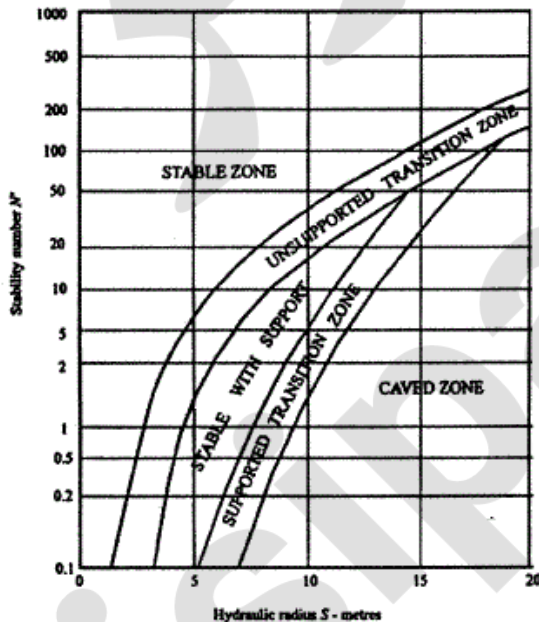 1000
500
200
100
50
20
10
5
2
1
0.5
0.2
0.1
0
5
10
15
20
Stability number N'
Hydraulic radius S - metres
STABLE ZONE
UNSUIPPORTED TRANSITION ZONE
STABLE WITH SUPPORT
SUPPORTED TRANSITION ZONE
CAVED ZONE